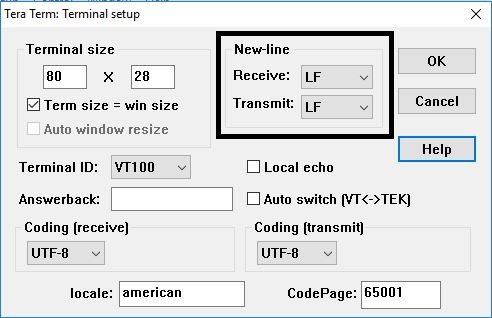 Tera Term: Terminal setup
Terminal size
80 X 28
Term size = win size
Auto window resize
New-line
Receive: LF
Transmit: LF
OK
Cancel
Help
Terminal ID: VT100
Local echo
Answerback:
Auto switch (VT<->TEK)
Coding (receive)
UTF-8
Coding (transmit)
UTF-8
locale: american
CodePage: 65001